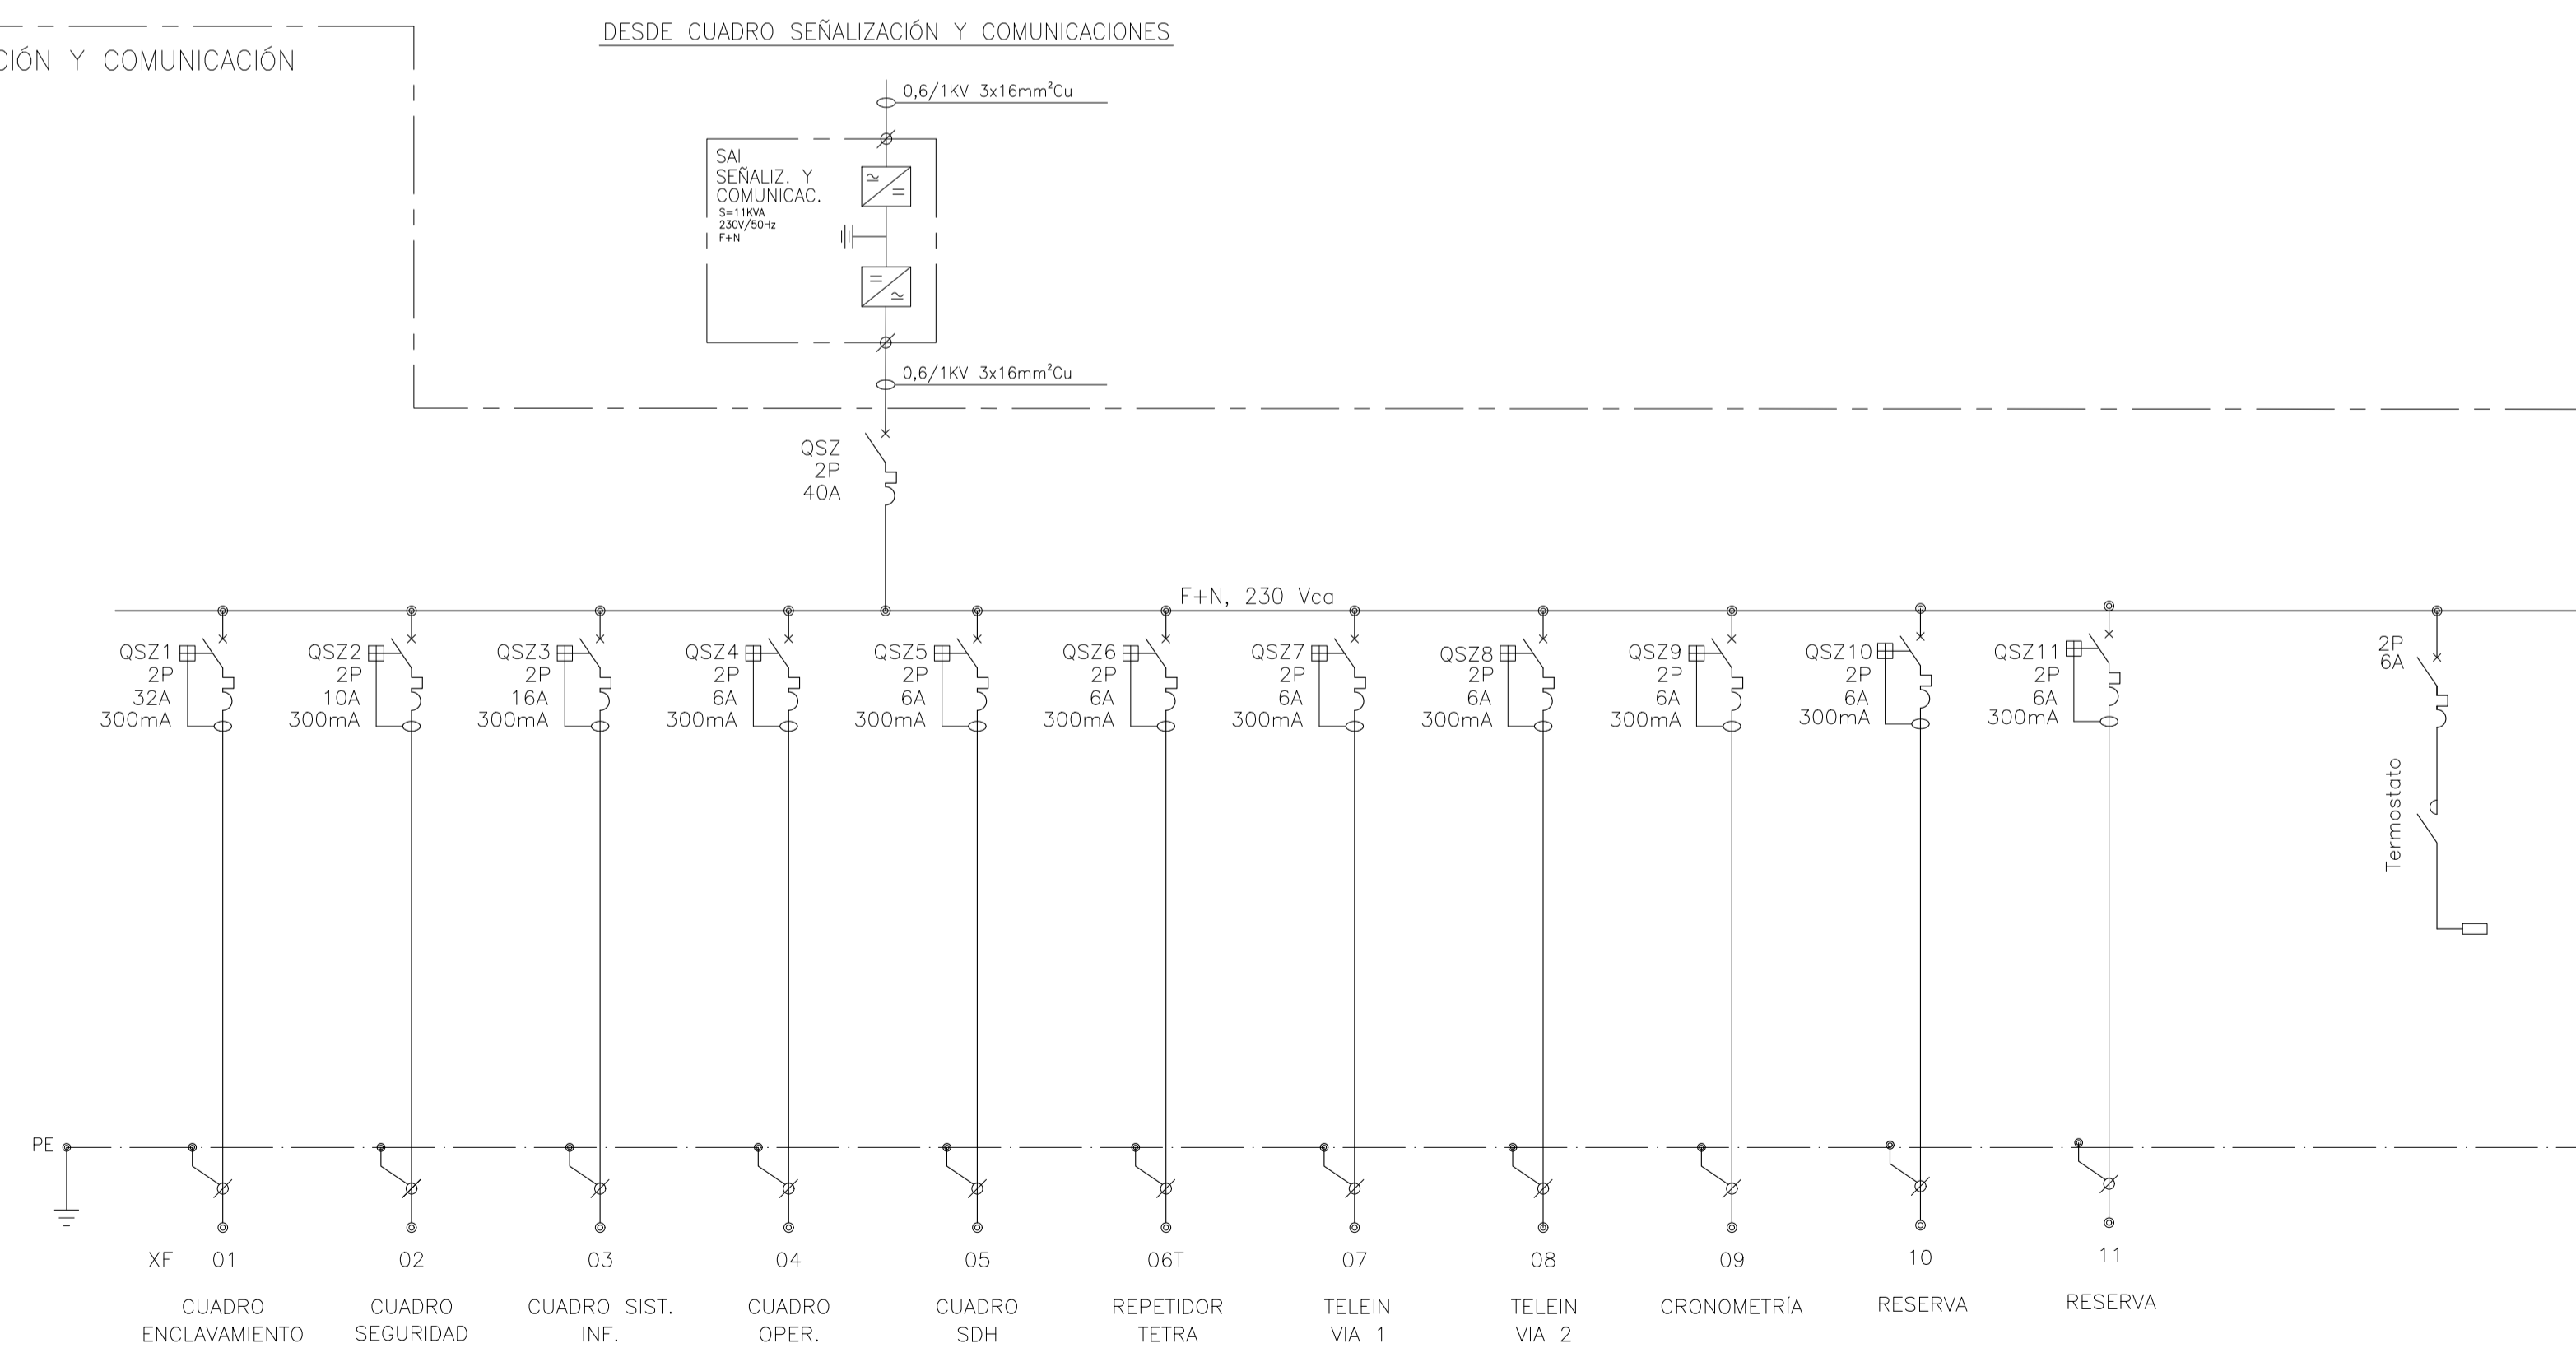 DESDE CUADRO SEÑALIZACIÓN Y COMUNICACIONES
CIÓN Y COMUNICACIÓN
0,6/1KV 3x16mm²Cu
SAI
SEÑALIZ. Y
COMUNICAC.
S=11KVA
230V/50Hz
F+N
0,6/1KV 3x16mm²Cu
QSZ
2P
40A
F+N, 230 Vca
QSZ1
2P
32A
300mA
QSZ2
2P
10A
300mA
QSZ3
2P
16A
300mA
QSZ4
2P
6A
300mA
QSZ5
2P
6A
300mA
QSZ6
2P
6A
300mA
QSZ7
2P
6A
300mA
QSZ8
2P
6A
300mA
QSZ9
2P
6A
300mA
QSZ10
2P
6A
300mA
QSZ11
2P
6A
300mA
2P
6A
Termostato
PE
XF 01 02 03 04 05 06T 07 08 09 10 11
CUADRO
ENCLAVAMIENTO
CUADRO
SEGURIDAD
CUADRO SIST.
INF.
CUADRO
OPER.
CUADRO
SDH
REPETIDOR
TETRA
TELEIN
VIA 1
TELEIN
VIA 2
CRONOMETRÍA
RESERVA
RESERVA